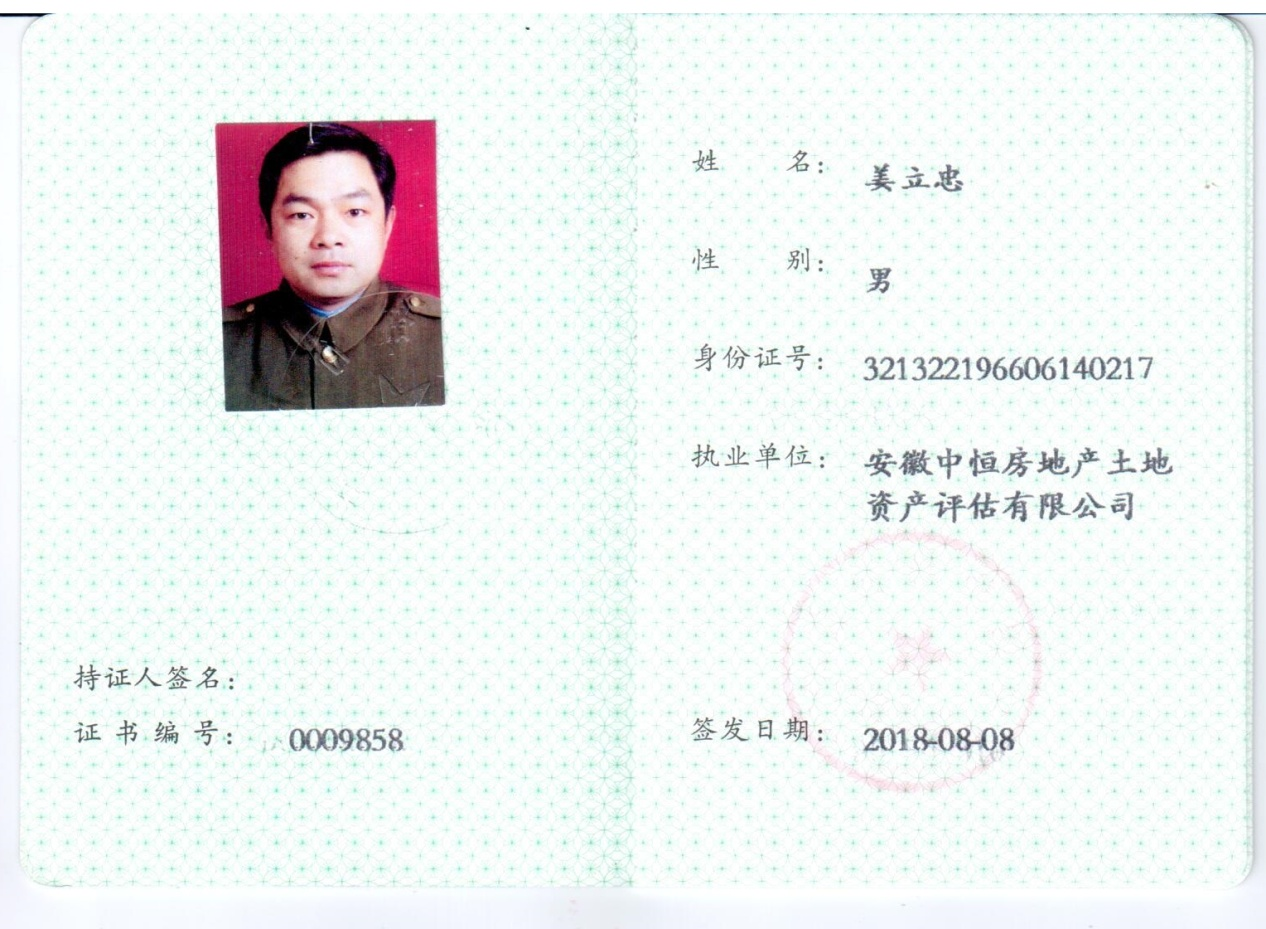 姓 名： 姜立忠
性 别： 男
身份证号： 321322196606140217
执业单位： 安徽中恒房地产土地
资产评估有限公司
持证人签名：
证书编号： 0009858
签发日期： 2018-08-08